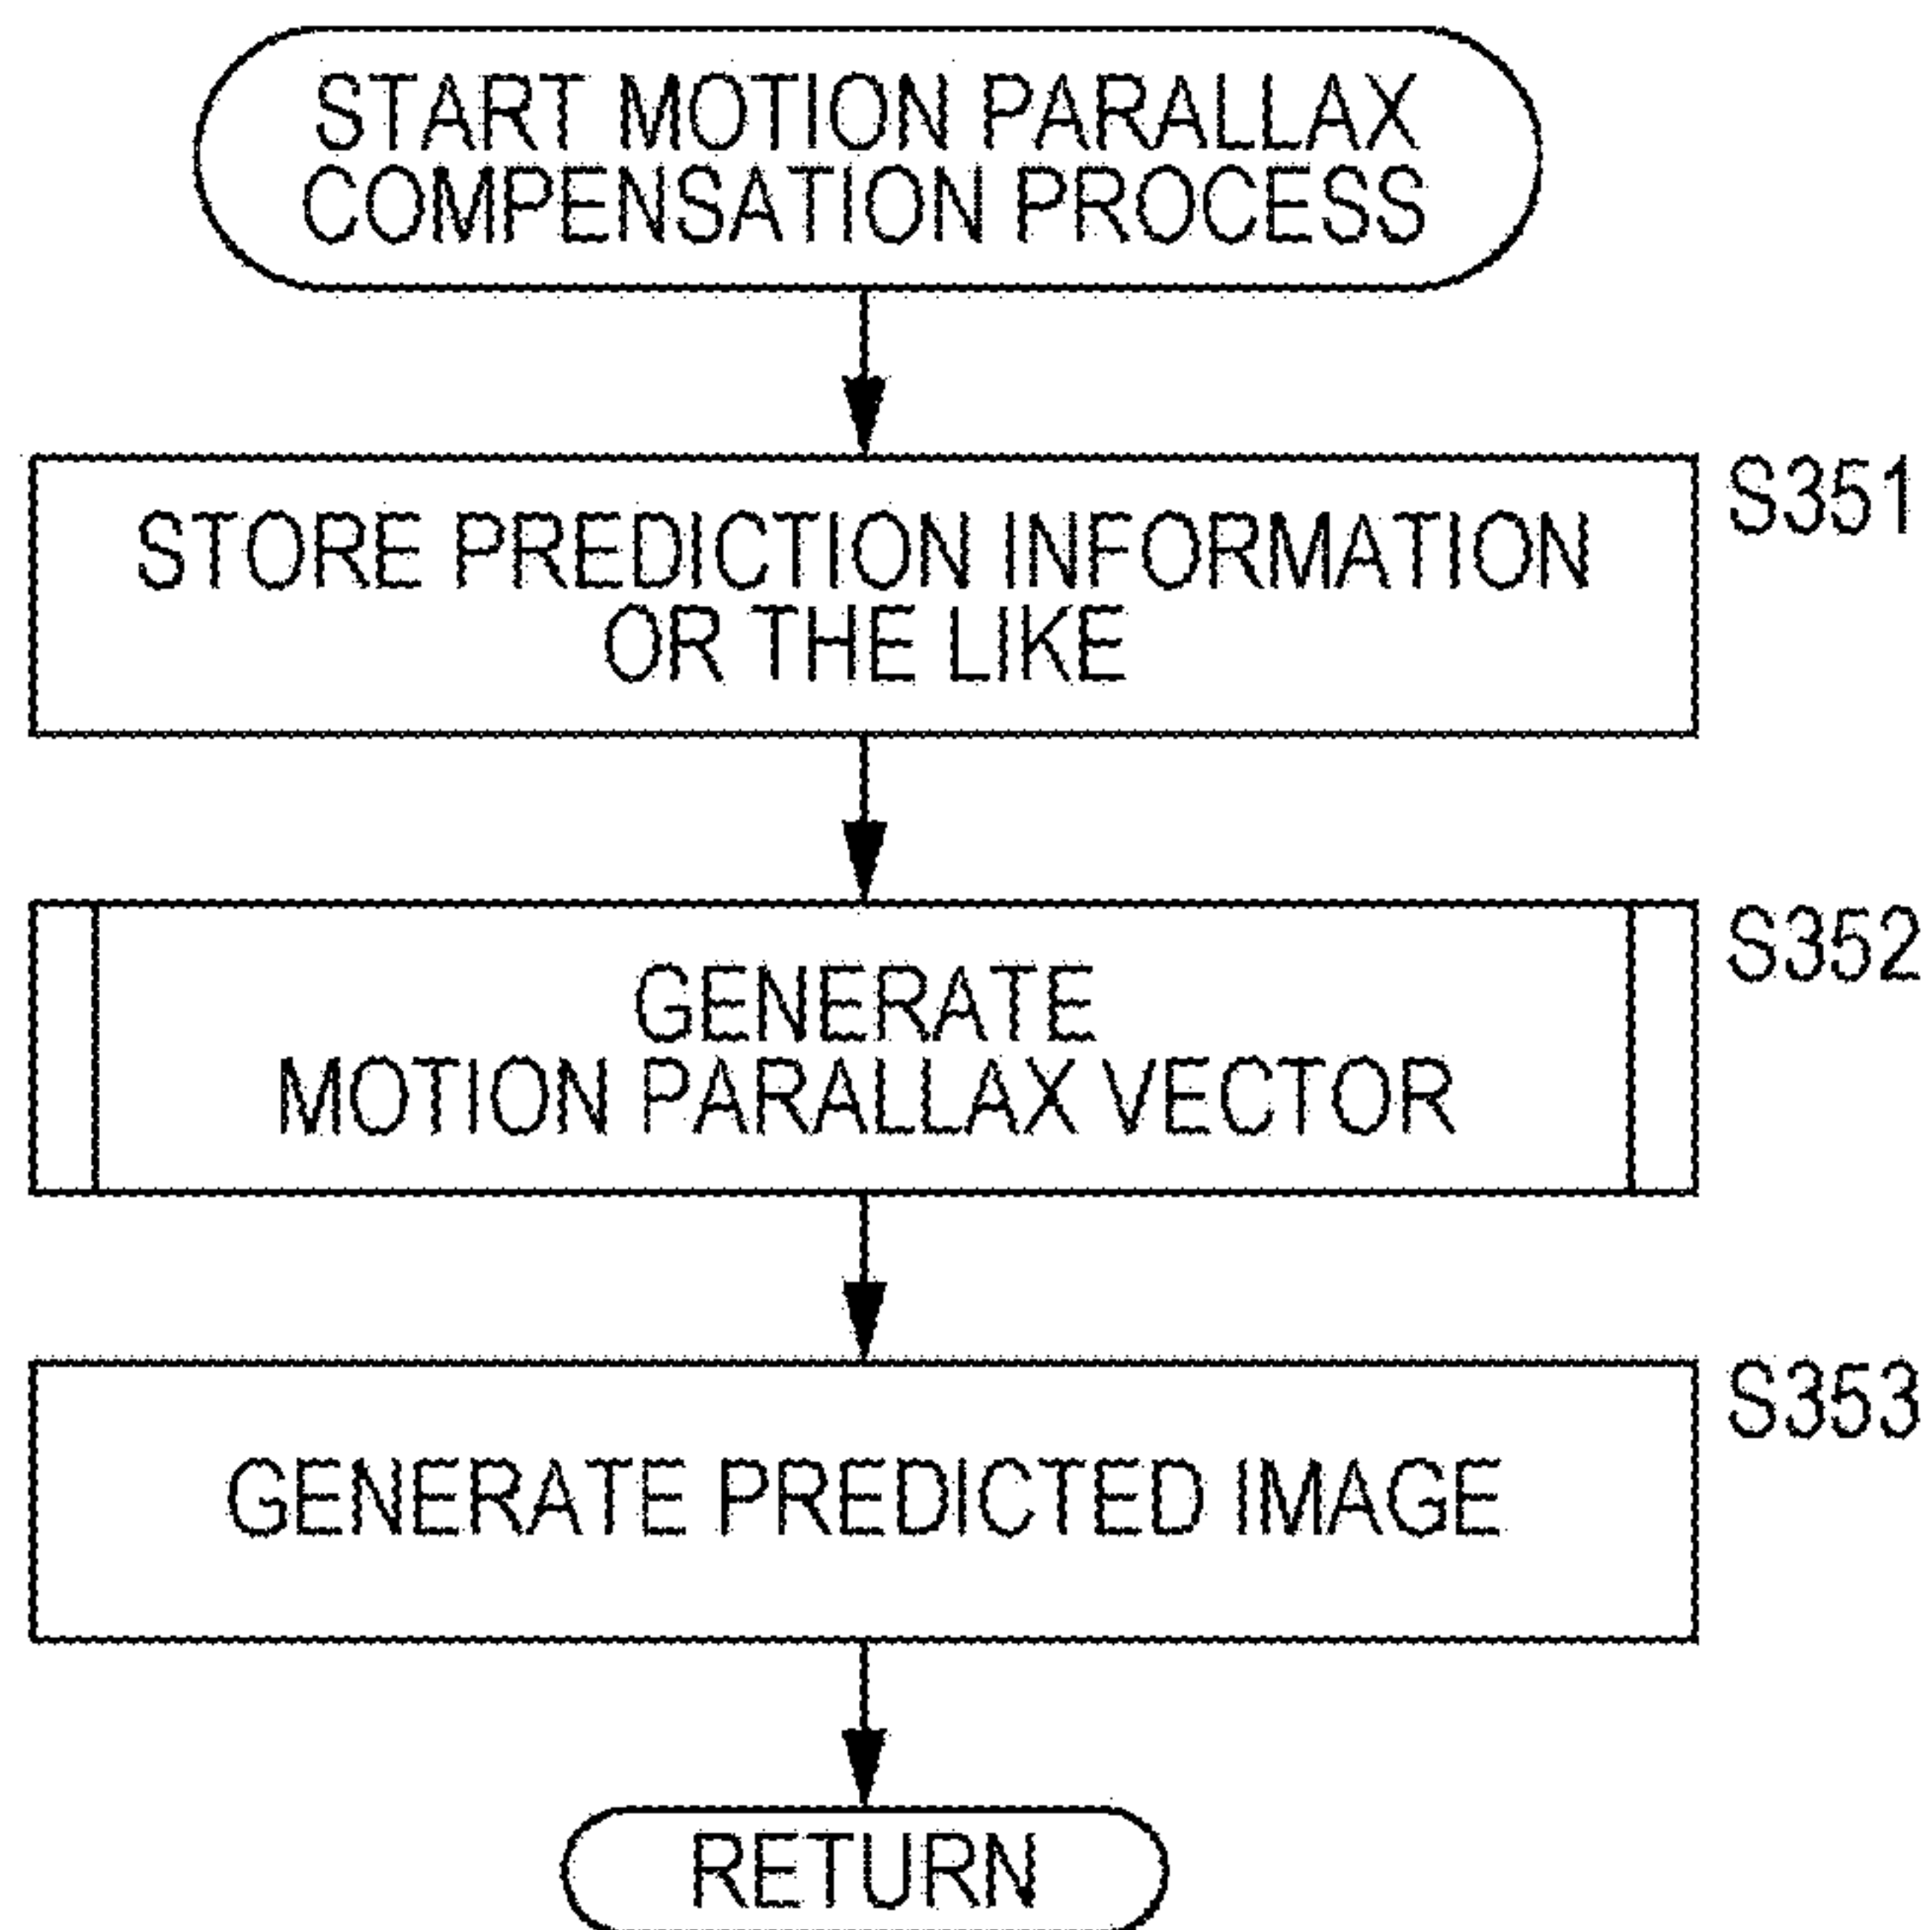 START MOTION PARALLAX
COMPENSATION PROCESS
S351
STORE PREDICTION INFORMATION
OR THE LIKE
S352
GENERATE
MOTION PARALLAX VECTOR
S353
GENERATE PREDICTED IMAGE
RETURN